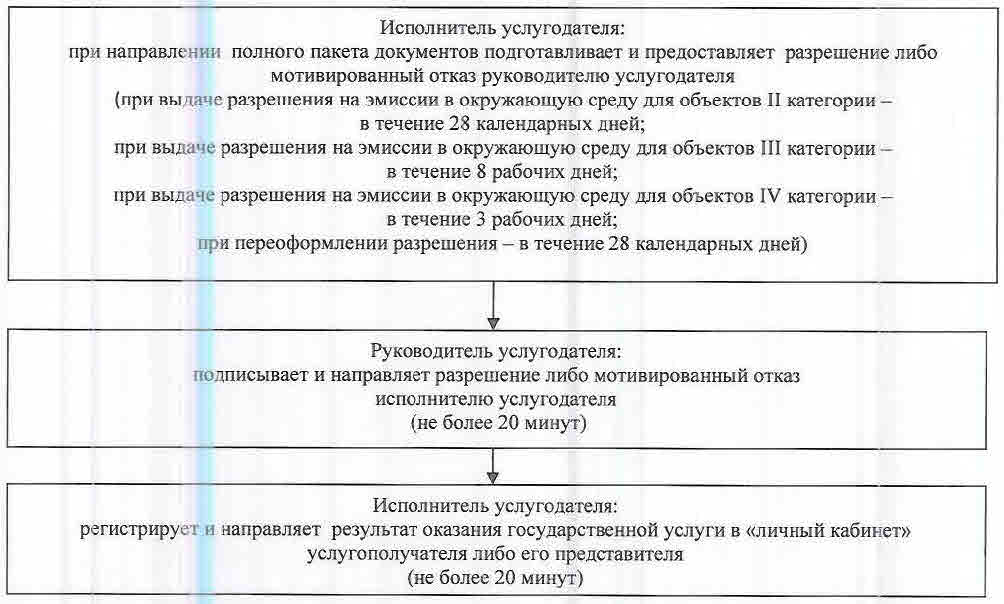 Исполнитель услугодателя:
при направлении полного пакета документов подготавливает и предоставляет разрешение либо
мотивированный отказ руководителю услугодателя
(при выдаче разрешения на эмиссии в окружающую среду для объектов II категории –
в течение 28 календарных дней;
при выдаче разрешения на эмиссии в окружающую среду для объектов III категории –
в течение 8 рабочих дней;
при выдаче разрешения на эмиссии в окружающую среду для объектов IV категории –
в течение 3 рабочих дней;
при переоформлении разрешения – в течение 28 календарных дней)
Руководитель услугодателя:
подписывает и направляет разрешение либо мотивированный отказ
исполнителю услугодателя
(не более 20 минут)
Исполнитель услугодателя:
регистрирует и направляет результат оказания государственной услуги в «личный кабинет»
услугополучателя либо его представителя
(не более 20 минут)